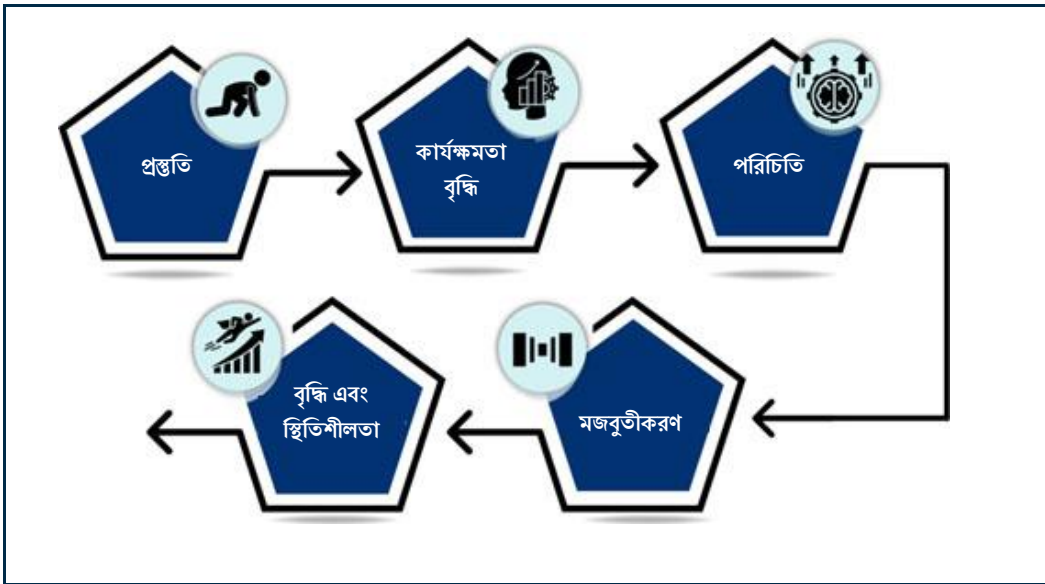 প্রস্তুতি
কার্যক্ষমতা
বৃদ্ধি
পরিচিতি
মজবুতীকরণ
বৃদ্ধি এবং
স্থিতিশীলতা